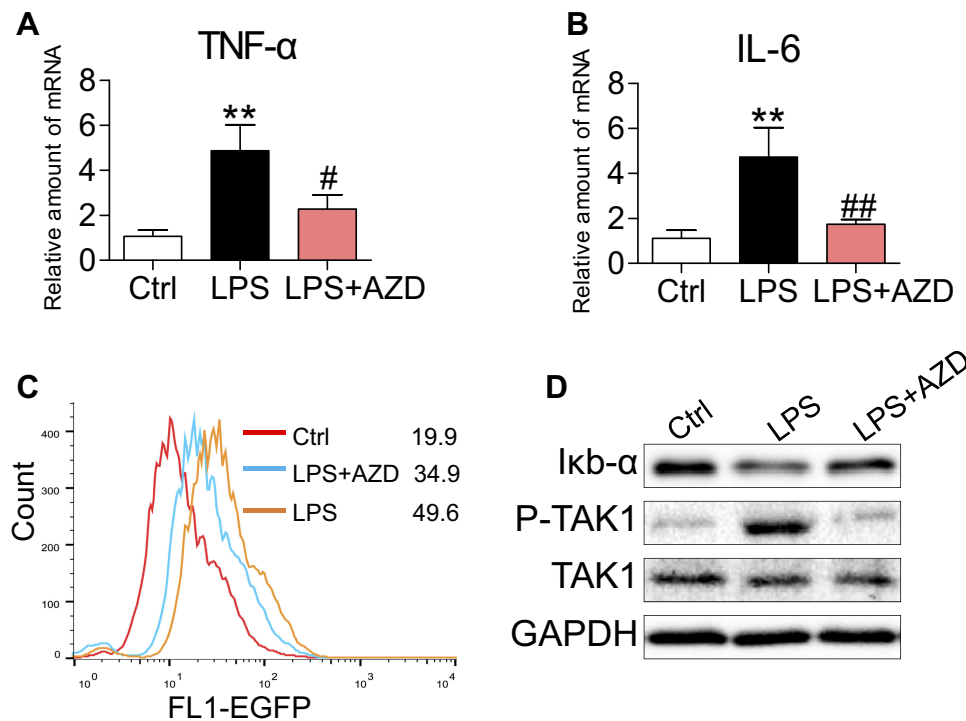 A
TNF-α
Relative amount of mRNA
8
6
4
2
0
**
#
Ctrl LPS LPS+AZD
B
IL-6
Relative amount of mRNA
8
6
4
2
0
**
##
Ctrl LPS LPS+AZD
C
Count
400
300
200
100
0
Ctrl 19.9
LPS+AZD 34.9
LPS 49.6
10⁰ 10¹ 10² 10³ 10⁴
FL1-EGFP
D
Ctrl LPS LPS+AZD
Iκb-α
P-TAK1
TAK1
GAPDH